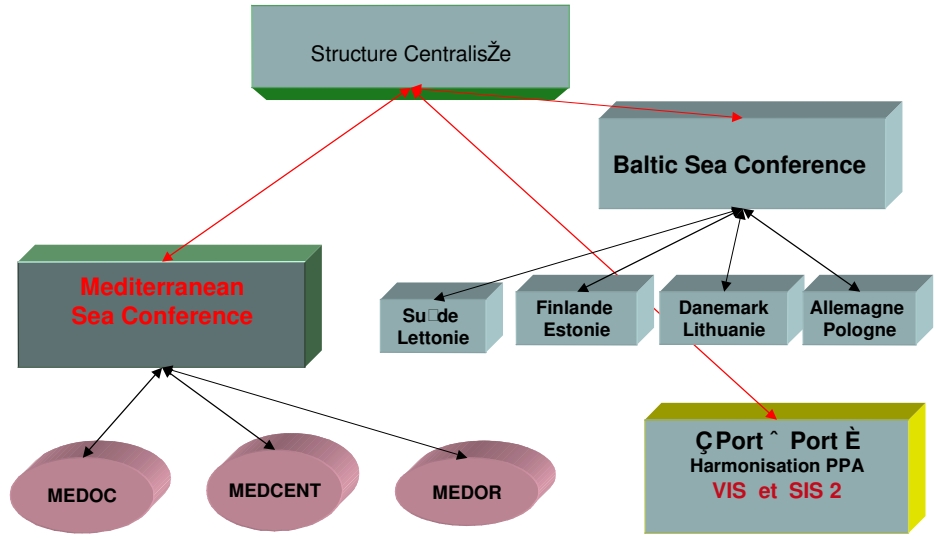 Structure CentralisŽe
Baltic Sea Conference
Mediterranean
Sea Conference
Su□de
Lettonie
Finlande
Estonie
Danemark
Lithuanie
Allemagne
Pologne
ÇPort ˆ Port È
Harmonisation PPA
VIS et SIS 2
MEDOC
MEDCENT
MEDOR